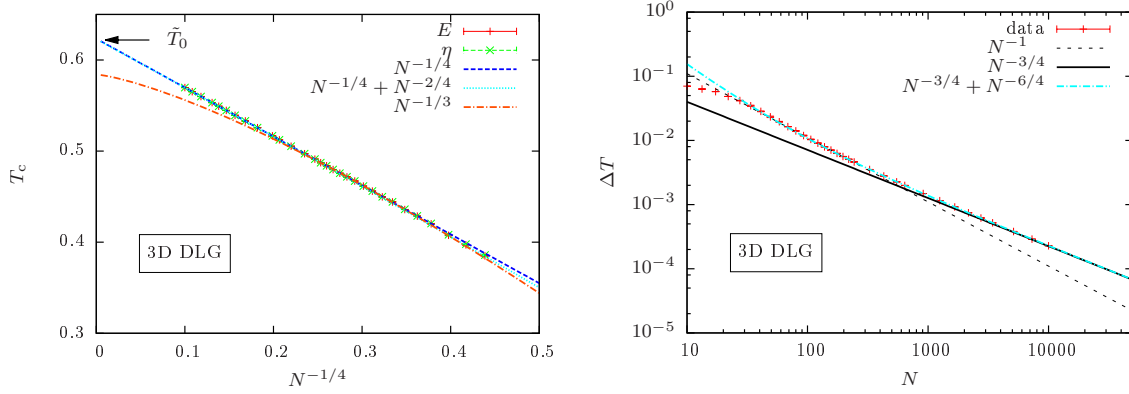 E
η
N^{-1/4}
N^{-1/4} + N^{-2/4}
N^{-1/3}
T̃_0
3D DLG
T_c
0.6
0.5
0.4
0.3
0 0.1 0.2 0.3 0.4 0.5
N^{-1/4}
data
N^{-1}
N^{-3/4}
N^{-3/4} + N^{-6/4}
3D DLG
ΔT
10^0
10^{-1}
10^{-2}
10^{-3}
10^{-4}
10^{-5}
10 100 1000 10000
N